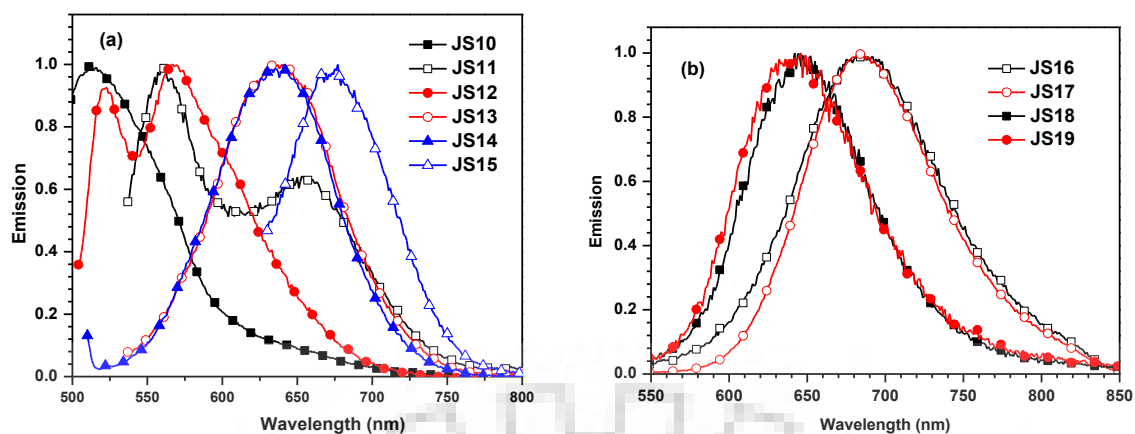 (a)
JS10
JS11
JS12
JS13
JS14
JS15
Emission
1.0
0.8
0.6
0.4
0.2
0.0
500 550 600 650 700 750 800
Wavelength (nm)
(b)
JS16
JS17
JS18
JS19
Emission
1.0
0.8
0.6
0.4
0.2
0.0
550 600 650 700 750 800 850
Wavelength (nm)